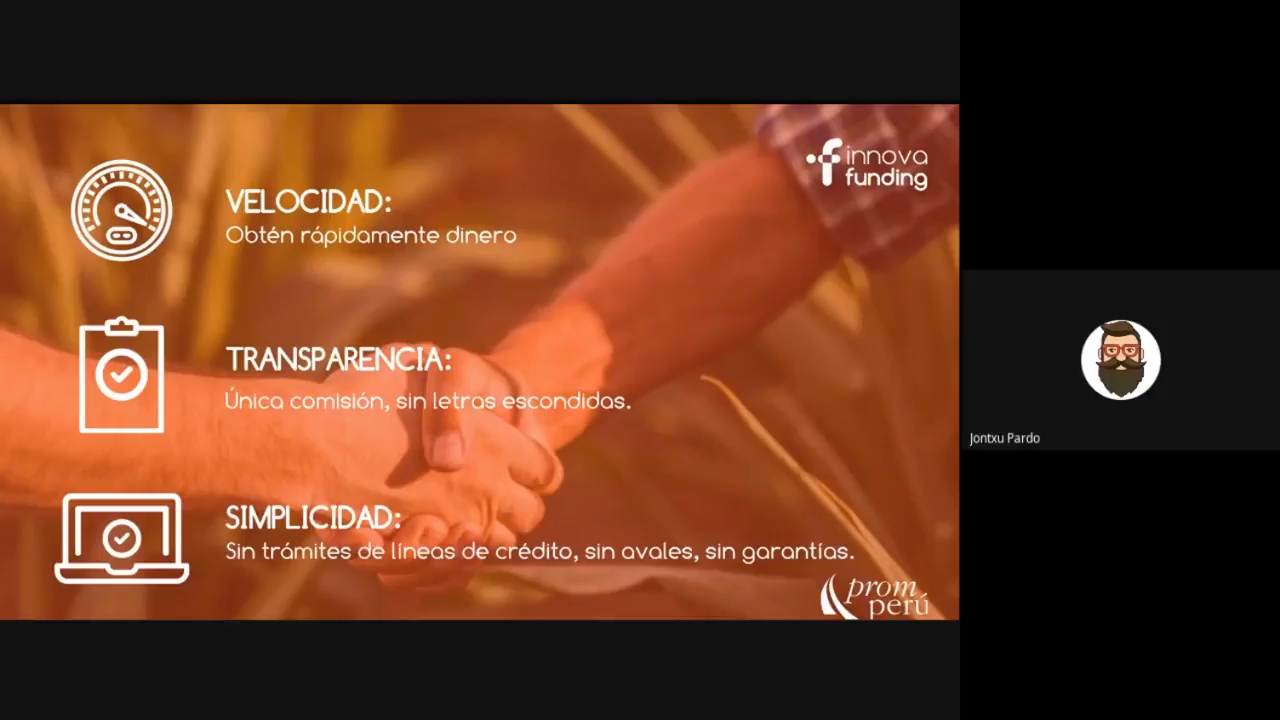 innova
funding
VELOCIDAD:
Obtén rápidamente dinero
TRANSPARENCIA:
Única comisión, sin letras escondidas.
SIMPLICIDAD:
Sin trámites de líneas de crédito, sin avales, sin garantías.
prom
perú
Jontxu Pardo